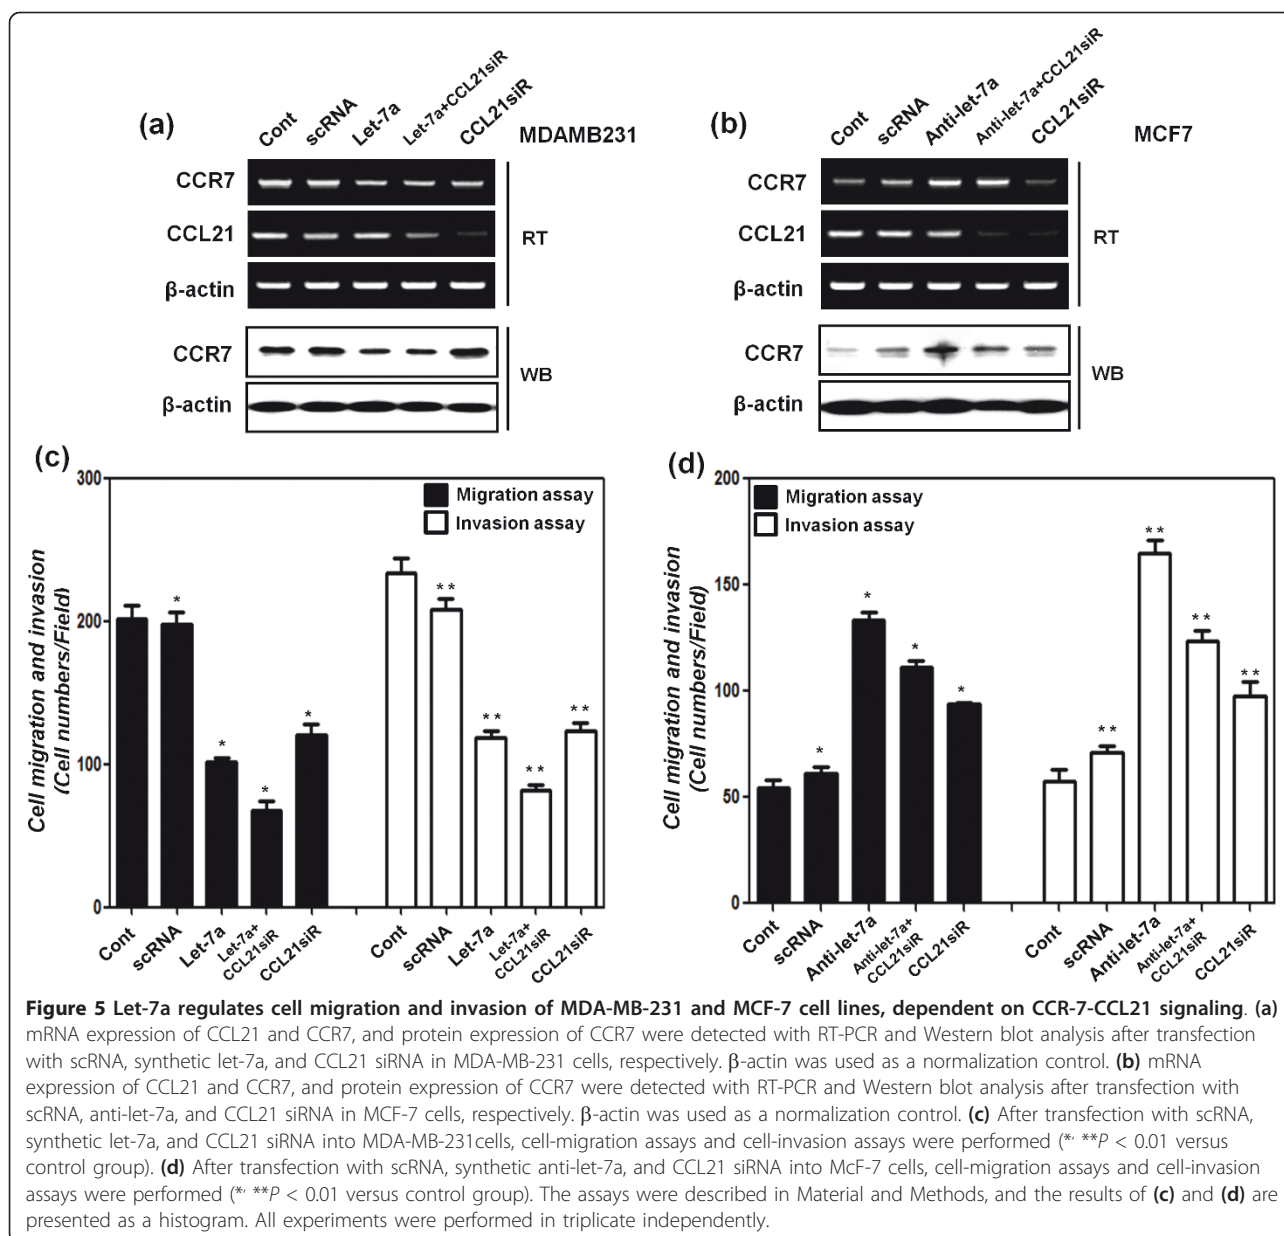 (a)
Cont scRNA Let-7a Let-7a+CCL21siR CCL21siR
MDAMB231
CCR7
CCL21
β-actin
RT
CCR7
β-actin
WB
(b)
Cont scRNA Anti-let-7a Anti-let-7a+CCL21siR CCL21siR
MCF7
CCR7
CCL21
β-actin
RT
CCR7
β-actin
WB
(c)
Cell migration and invasion
(Cell numbers/Field)
300
200
100
0
Migration assay
Invasion assay
*
*
*
*
**
**
**
**
Cont scRNA Let-7a Let-7a+ CCL21siR CCL21siR
Cont scRNA Let-7a Let-7a+ CCL21siR CCL21siR
(d)
Cell migration and invasion
(Cell numbers/Field)
200
150
100
50
0
Migration assay
Invasion assay
*
*
*
*
**
**
**
**
Cont scRNA Anti-let-7a Anti-let-7a+ CCL21siR CCL21siR
Cont scRNA Anti-let-7a Anti-let-7a+ CCL21siR CCL21siR
Figure 5 Let-7a regulates cell migration and invasion of MDA-MB-231 and MCF-7 cell lines, dependent on CCR-7-CCL21 signaling. (a)
mRNA expression of CCL21 and CCR7, and protein expression of CCR7 were detected with RT-PCR and Western blot analysis after transfection
with scRNA, synthetic let-7a, and CCL21 siRNA in MDA-MB-231 cells, respectively. β-actin was used as a normalization control. (b) mRNA
expression of CCL21 and CCR7, and protein expression of CCR7 were detected with RT-PCR and Western blot analysis after transfection with
scRNA, anti-let-7a, and CCL21 siRNA in MCF-7 cells, respectively. β-actin was used as a normalization control. (c) After transfection with scRNA,
synthetic let-7a, and CCL21 siRNA into MDA-MB-231cells, cell-migration assays and cell-invasion assays were performed (*, **P < 0.01 versus
control group). (d) After transfection with scRNA, synthetic anti-let-7a, and CCL21 siRNA into McF-7 cells, cell-migration assays and cell-invasion
assays were performed (*, **P < 0.01 versus control group). The assays were described in Material and Methods, and the results of (c) and (d) are
presented as a histogram. All experiments were performed in triplicate independently.